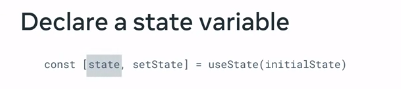 Declare a state variable
const [state, setState] = useState(initialState)